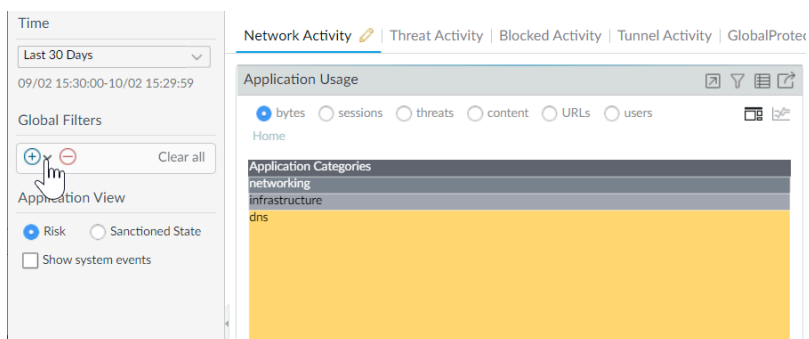 Time
Last 30 Days
09/02 15:30:00-10/02 15:29:59
Global Filters
Clear all
Application View
Risk Sanctioned State
Show system events
Network Activity | Threat Activity | Blocked Activity | Tunnel Activity | GlobalProtec
Application Usage
bytes sessions threats content URLs users
Home
Application Categories
networking
infrastructure
dns